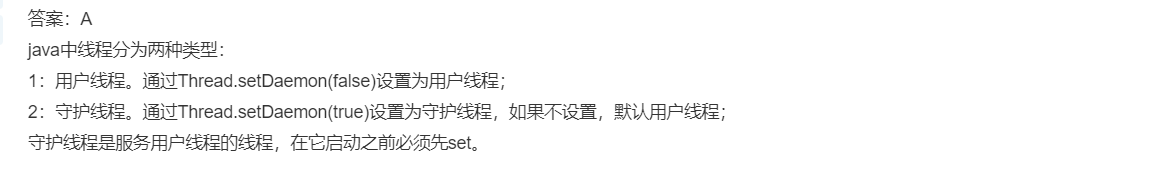 答案：A
java中线程分为两种类型：
1：用户线程。通过Thread.setDaemon(false)设置为用户线程；
2：守护线程。通过Thread.setDaemon(true)设置为守护线程，如果不设置，默认用户线程；
守护线程是服务用户线程的线程，在它启动之前必须先set。